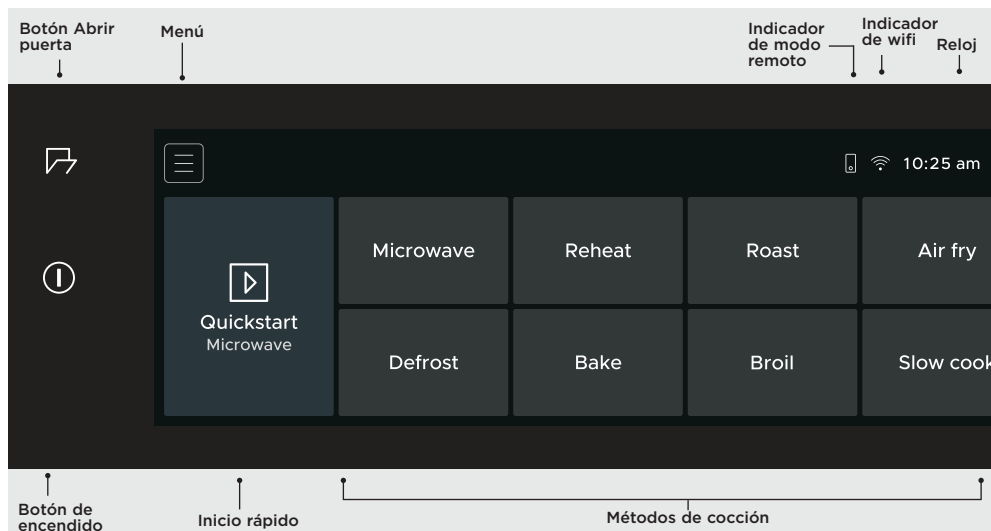 Botón Abrir
puerta
Menú
Indicador
de modo
remoto
Indicador
de wifi
Reloj
10:25 am
Quickstart
Microwave
Microwave
Reheat
Roast
Air fry
Defrost
Bake
Broil
Slow cook
Botón de
encendido
Inicio rápido
Métodos de cocción